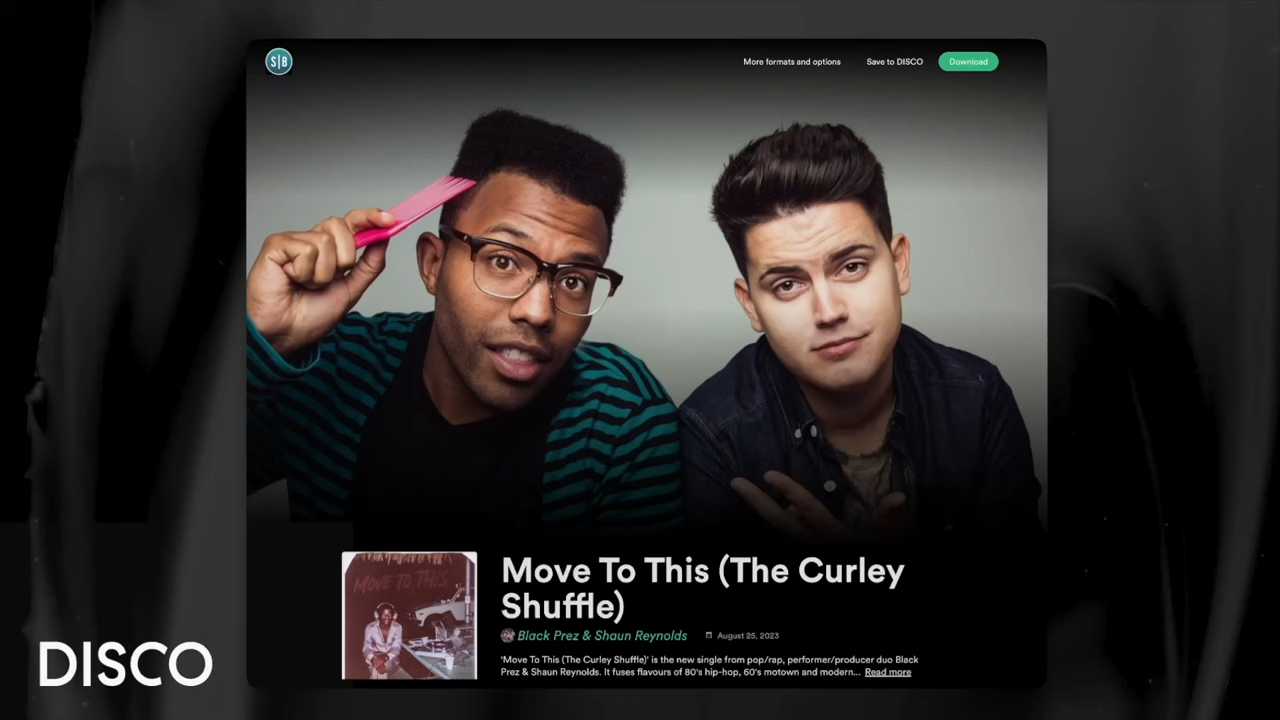 S|B
More formats and options
Save to DISCO
Download
MOVE TO THIS
Move To This (The Curley
Shuffle)
Black Prez & Shaun Reynolds
August 25, 2023
'Move To This (The Curley Shuffle)' is the new single from pop/rap, performer/producer duo Black
Prez & Shaun Reynolds. It fuses flavours of 80's hip-hop, 60's motown and modern... Read more
DISCO